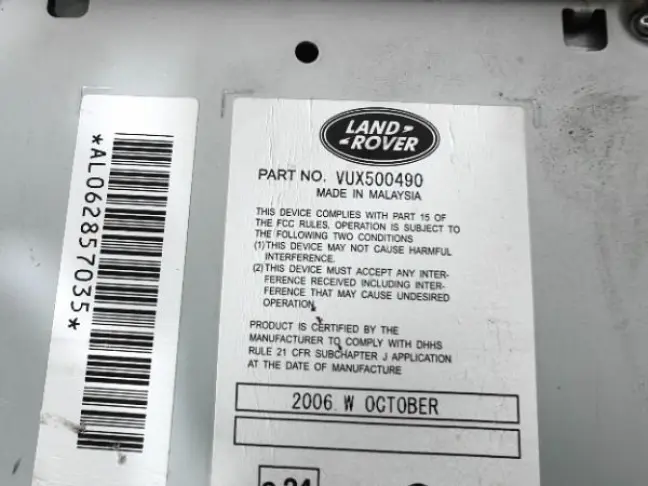 *AL062857035*
LAND-
ROVER
PART NO. VUX500490
MADE IN MALAYSIA
THIS DEVICE COMPLIES WITH PART 15 OF
THE FCC RULES. OPERATION IS SUBJECT TO
THE FOLLOWING TWO CONDITIONS
(1)THIS DEVICE MAY NOT CAUSE HARMFUL
INTERFERENCE.
(2)THIS DEVICE MUST ACCEPT ANY INTER-
FERENCE RECEIVED INCLUDING INTER-
FERENCE THAT MAY CAUSE UNDESIRED
OPERATION.
PRODUCT IS CERTIFIED BY THE
MANUFACTURER TO COMPLY WITH DHHS
RULE 21 CFR SUBCHAPTER J APPLICATION
AT THE DATE OF MANUFACTURE
2006 W OCTOBER